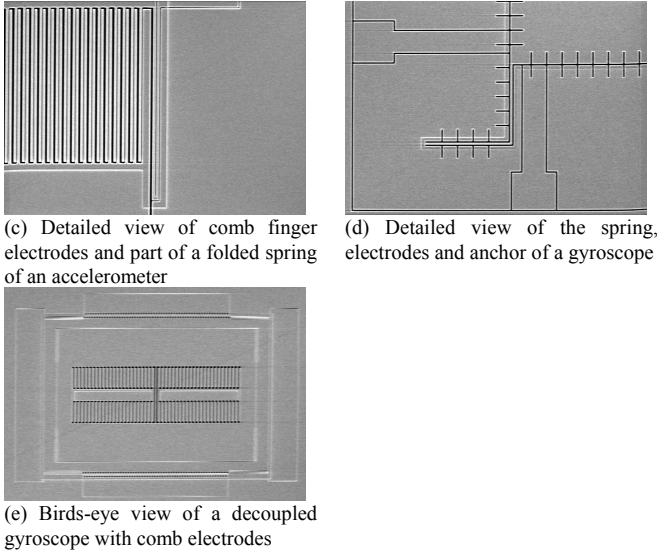 (c) Detailed view of comb finger
electrodes and part of a folded spring
of an accelerometer
(d) Detailed view of the spring,
electrodes and anchor of a gyroscope
(e) Birds-eye view of a decoupled
gyroscope with comb electrodes